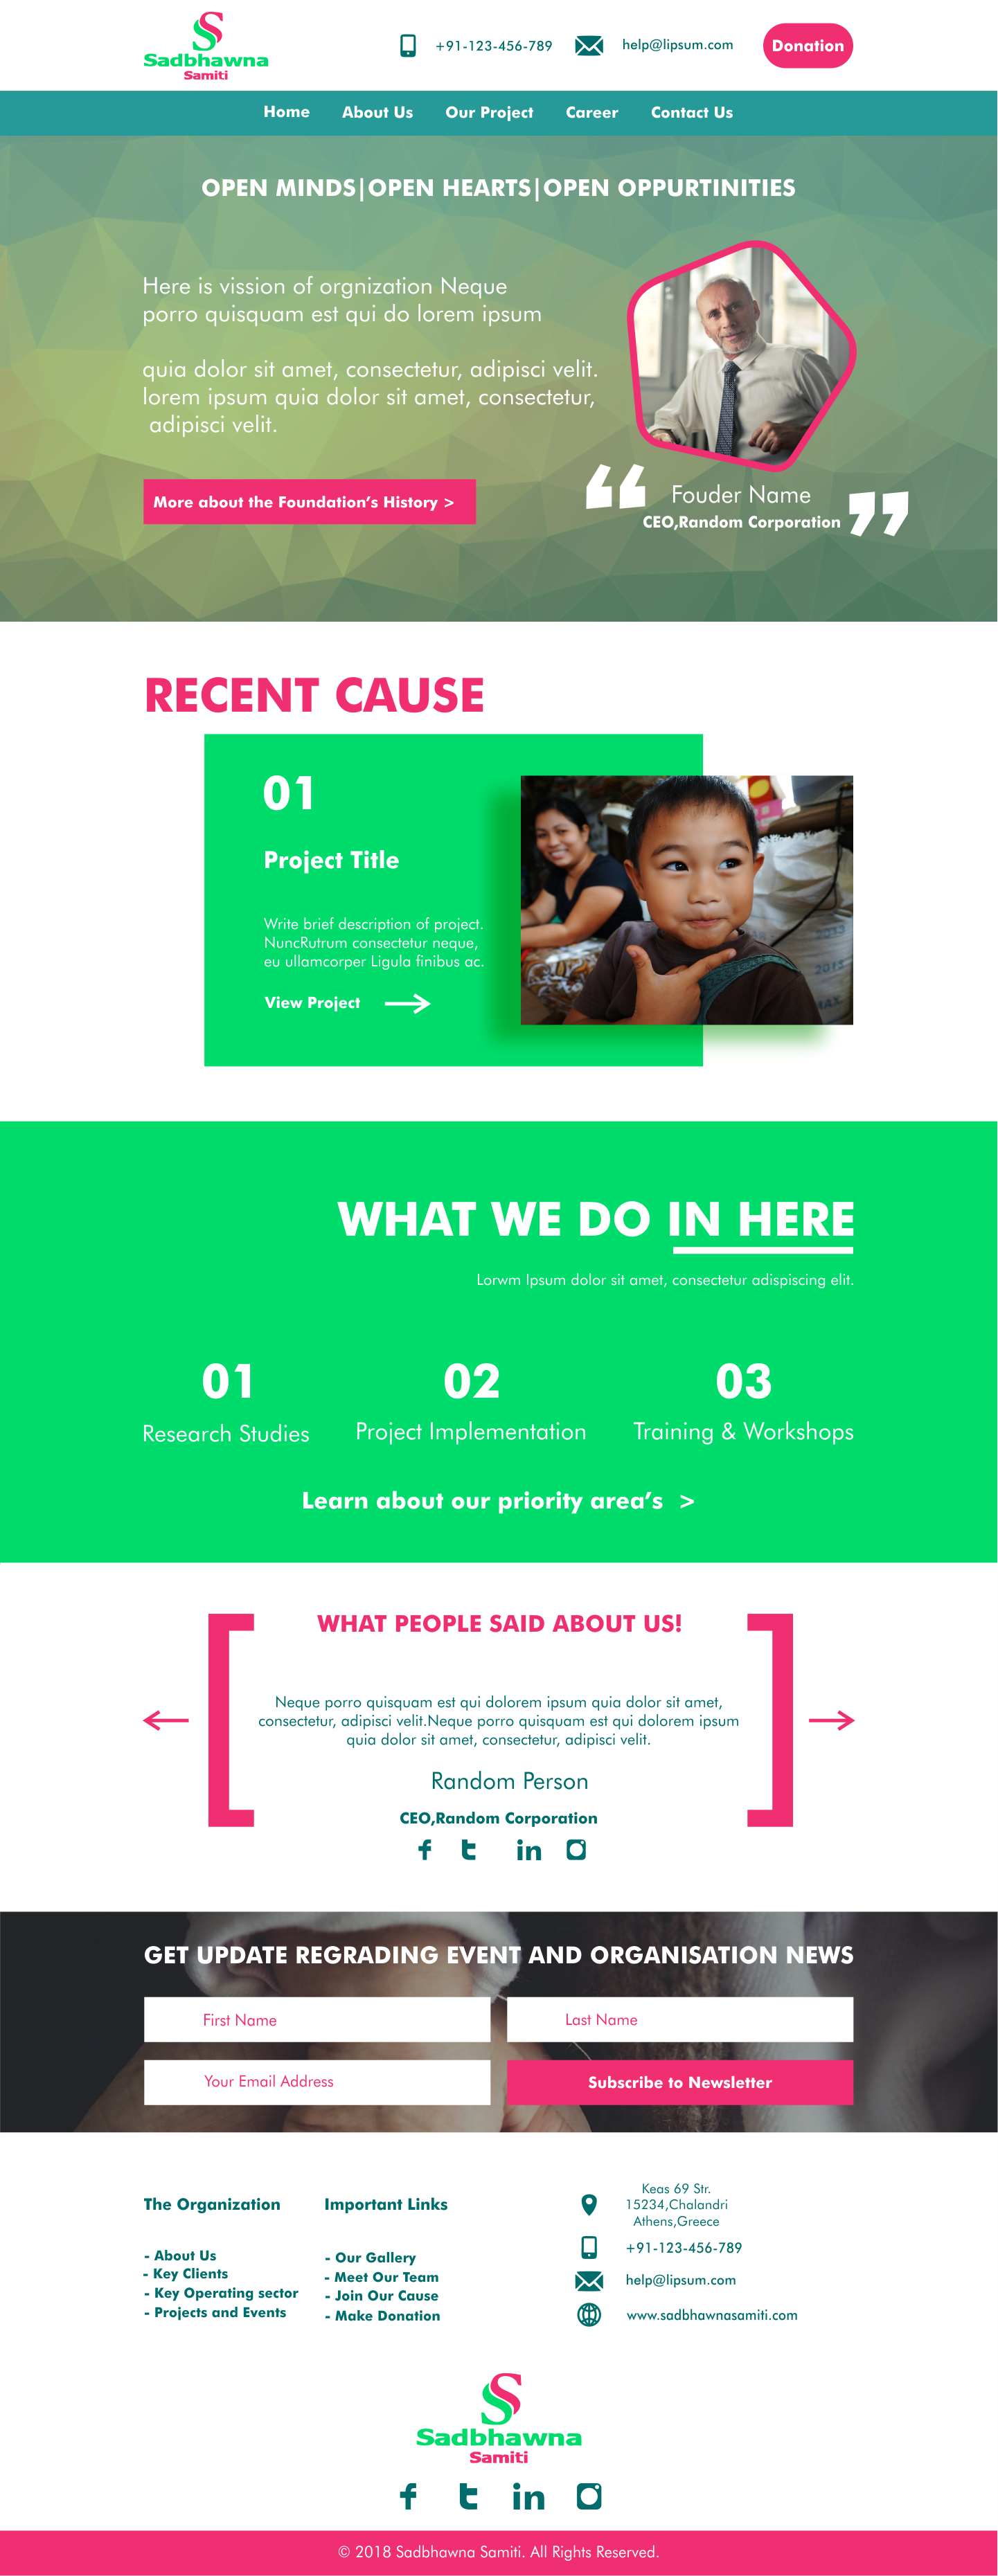 Sadbhawna
Samiti
+91-123-456-789
help@lipsum.com
Donation
Home About Us Our Project Career Contact Us
OPEN MINDS|OPEN HEARTS|OPEN OPPURTINITIES
Here is vission of orgnization Neque
porro quisquam est qui do lorem ipsum
quia dolor sit amet, consectetur, adipisci velit.
lorem ipsum quia dolor sit amet, consectetur,
adipisci velit.
More about the Foundation’s History >
“
Fouder Name
CEO,Random Corporation
”
RECENT CAUSE
01
Project Title
Write brief description of project.
NuncRutrum consectetur neque,
eu ullamcorper Ligula finibus ac.
View Project
WHAT WE DO IN HERE
Lorwm Ipsum dolor sit amet, consectetur adispiscing elit.
01 02 03
Research Studies Project Implementation Training & Workshops
Learn about our priority area’s >
WHAT PEOPLE SAID ABOUT US!
Neque porro quisquam est qui dolorem ipsum quia dolor sit amet,
consectetur, adipisci velit.Neque porro quisquam est qui dolorem ipsum
quia dolor sit amet, consectetur, adipisci velit.
Random Person
CEO,Random Corporation
GET UPDATE REGRADING EVENT AND ORGANISATION NEWS
First Name
Last Name
Your Email Address
Subscribe to Newsletter
The Organization
- About Us
- Key Clients
- Key Operating sector
- Projects and Events
Important Links
- Our Gallery
- Meet Our Team
- Join Our Cause
- Make Donation
Keas 69 Str.
15234,Chalandri
Athens,Greece
+91-123-456-789
help@lipsum.com
www.sadbhawnasamiti.com
Sadbhawna
Samiti
© 2018 Sadbhawna Samiti. All Rights Reserved.